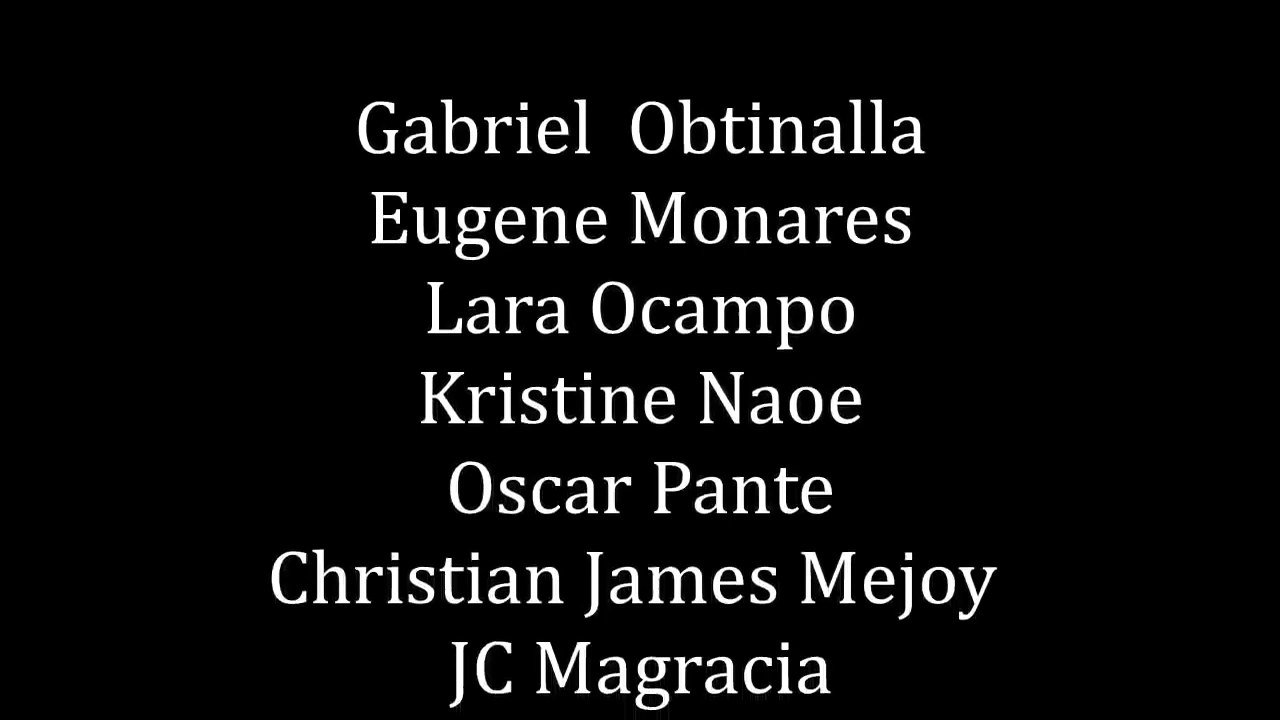 Gabriel  Obtinalla
Eugene Monares
Lara Ocampo
Kristine Naoe
Oscar Pante
Christian James Mejoy
JC Magracia